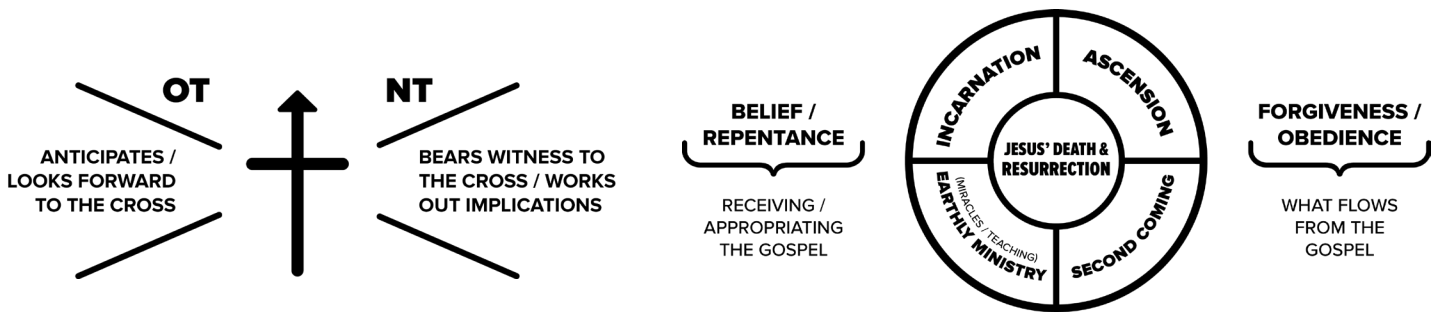 OT
NT
ANTICIPATES /
LOOKS FORWARD
TO THE CROSS
BEARS WITNESS TO
THE CROSS / WORKS
OUT IMPLICATIONS
BELIEF /
REPENTANCE
RECEIVING /
APPROPRIATING
THE GOSPEL
INCARNATION
ASCENSION
JESUS’ DEATH &
RESURRECTION
(MIRACLES / TEACHING)
EARTHLY MINISTRY
SECOND COMING
FORGIVENESS /
OBEDIENCE
WHAT FLOWS
FROM THE
GOSPEL